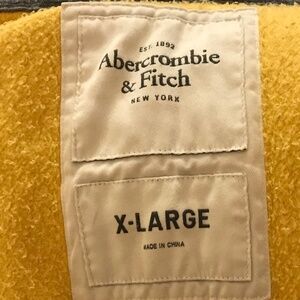 EST. 1892
Abercrombie
& Fitch
NEW YORK
X-LARGE
MADE IN CHINA